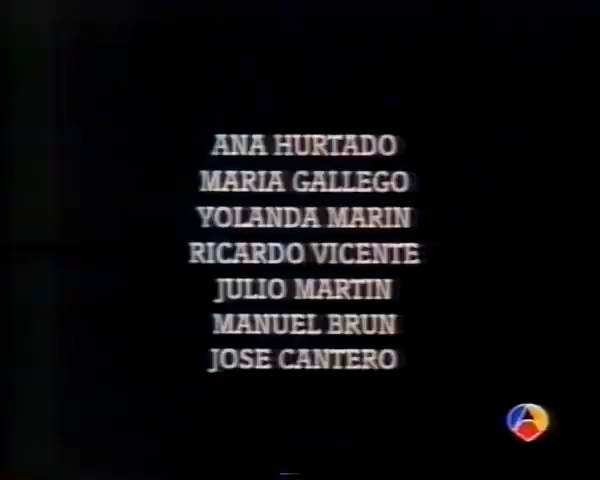 ANA HURTADO
MARIA GALLEGO
YOLANDA MARIN
RICARDO VICENTE
JULIO MARTIN
MANUEL BRUN
JOSE CANTERO